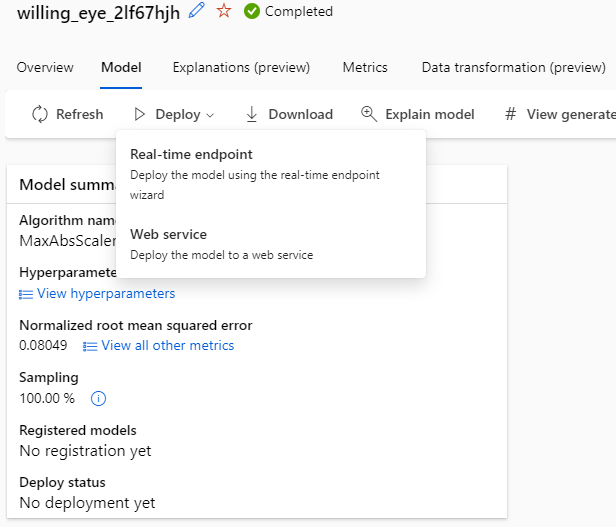 willing_eye_2lf67hjh Completed
Overview Model Explanations (preview) Metrics Data transformation (preview)
Refresh Deploy Download Explain model # View generate
Real-time endpoint
Deploy the model using the real-time endpoint
wizard
Web service
Deploy the model to a web service
Model summa
Algorithm name
MaxAbsScaler
Hyperparamete
View hyperparameters
Normalized root mean squared error
0.08049 View all other metrics
Sampling
100.00 %
Registered models
No registration yet
Deploy status
No deployment yet